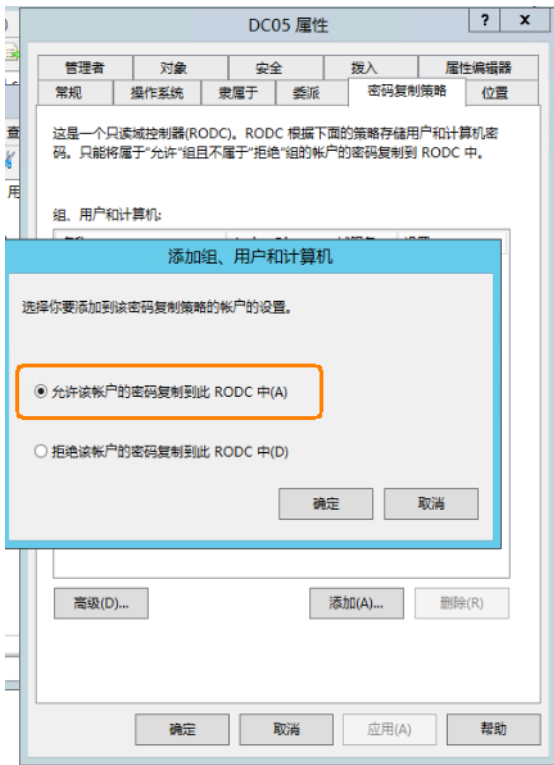 DC05 属性
? x
管理者 对象 安全 拨入 属性编辑器
常规 操作系统 隶属于 委派 密码复制策略 位置
这是一个只读域控制器(RODC)。RODC 根据下面的策略存储用户和计算机密
码。只能将属于"允许"组且不属于"拒绝"组的帐户的密码复制到 RODC 中。
查
用
组、用户和计算机:
添加组、用户和计算机
选择你要添加到该密码复制策略的帐户的设置。
允许该帐户的密码复制到此 RODC 中(A)
拒绝该帐户的密码复制到此 RODC 中(D)
确定 取消
高级(D)... 添加(A)... 删除(R)
确定 取消 应用(A) 帮助